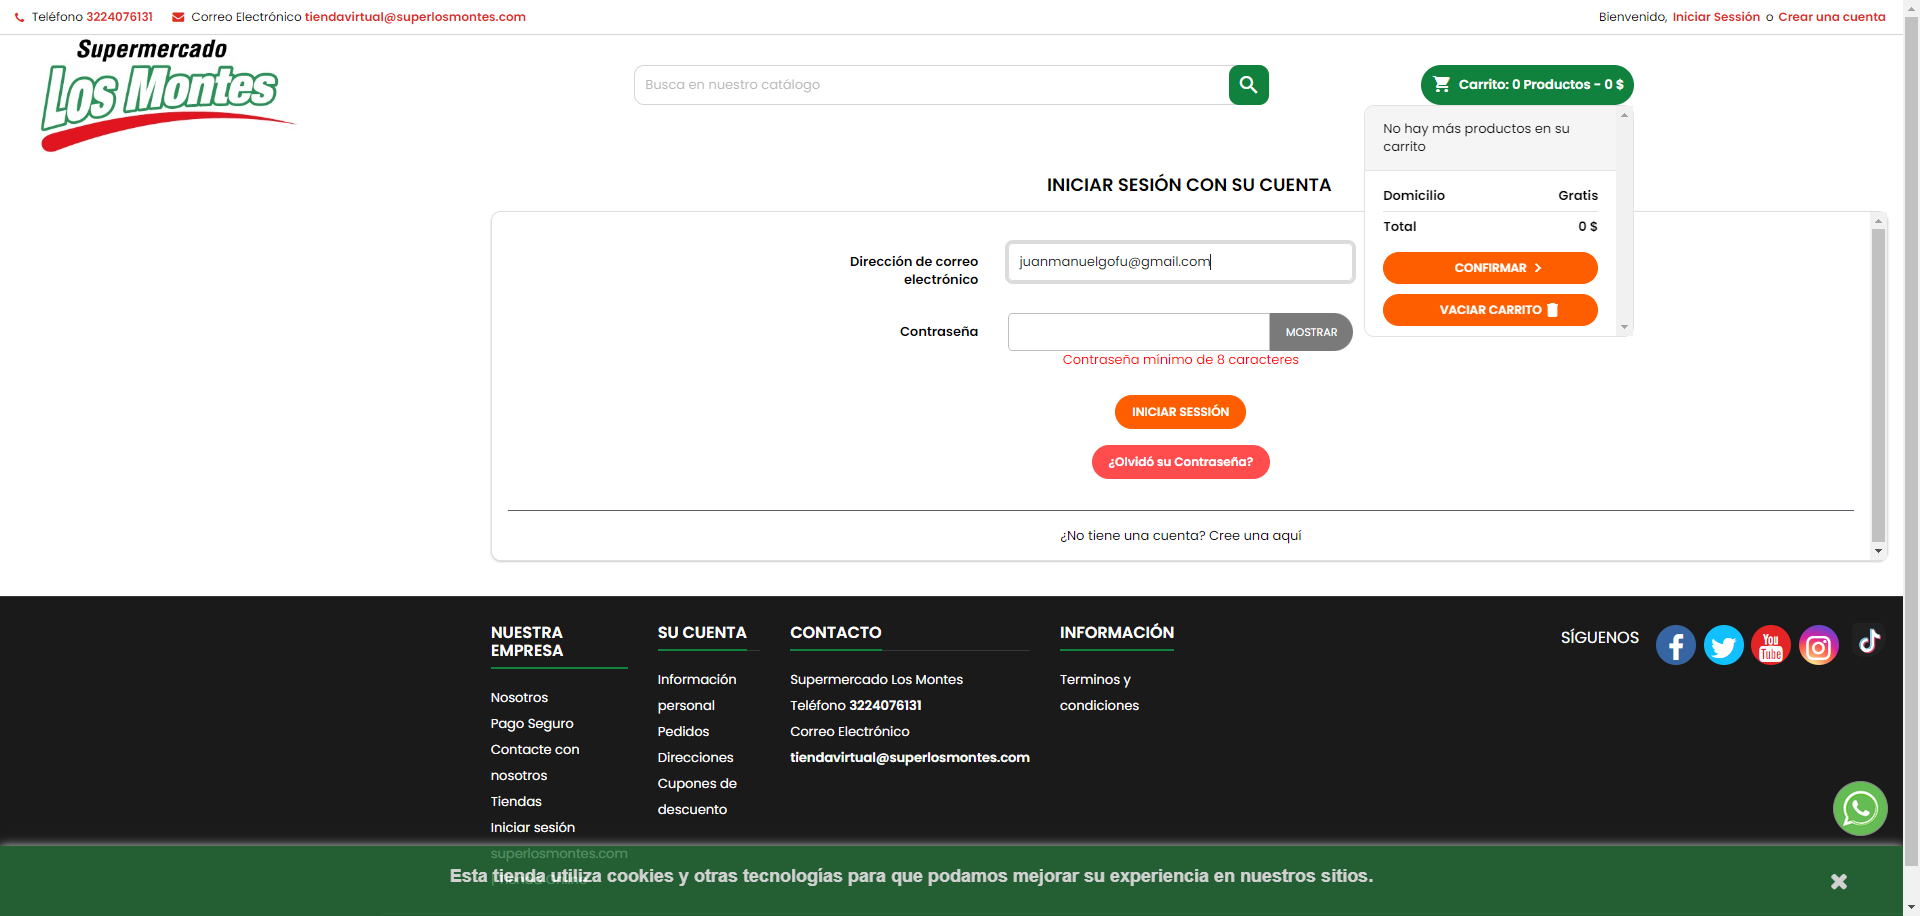 Teléfono 3224076131 Correo Electrónico tiendavirtual@superlosmontes.com
Bienvenido, Iniciar Sessión o Crear una cuenta
Supermercado
Los Montes
Busca en nuestro catálogo
Carrito: 0 Productos - 0 $
No hay más productos en su
carrito
Domicilio Gratis
Total 0 $
CONFIRMAR
VACIAR CARRITO
INICIAR SESIÓN CON SU CUENTA
Dirección de correo
electrónico
juanmanuelgofu@gmail.com
Contraseña
MOSTRAR
Contraseña mínimo de 8 caracteres
INICIAR SESSIÓN
¿Olvidó su Contraseña?
¿No tiene una cuenta? Cree una aquí
NUESTRA
EMPRESA
Nosotros
Pago Seguro
Contacte con
nosotros
Tiendas
Iniciar sesión
superlosmontes.com
SU CUENTA
Información
personal
Pedidos
Direcciones
Cupones de
descuento
CONTACTO
Supermercado Los Montes
Teléfono 3224076131
Correo Electrónico
tiendavirtual@superlosmontes.com
INFORMACIÓN
Terminos y
condiciones
SÍGUENOS
You
Tube
Esta tienda utiliza cookies y otras tecnologías para que podamos mejorar su experiencia en nuestros sitios.